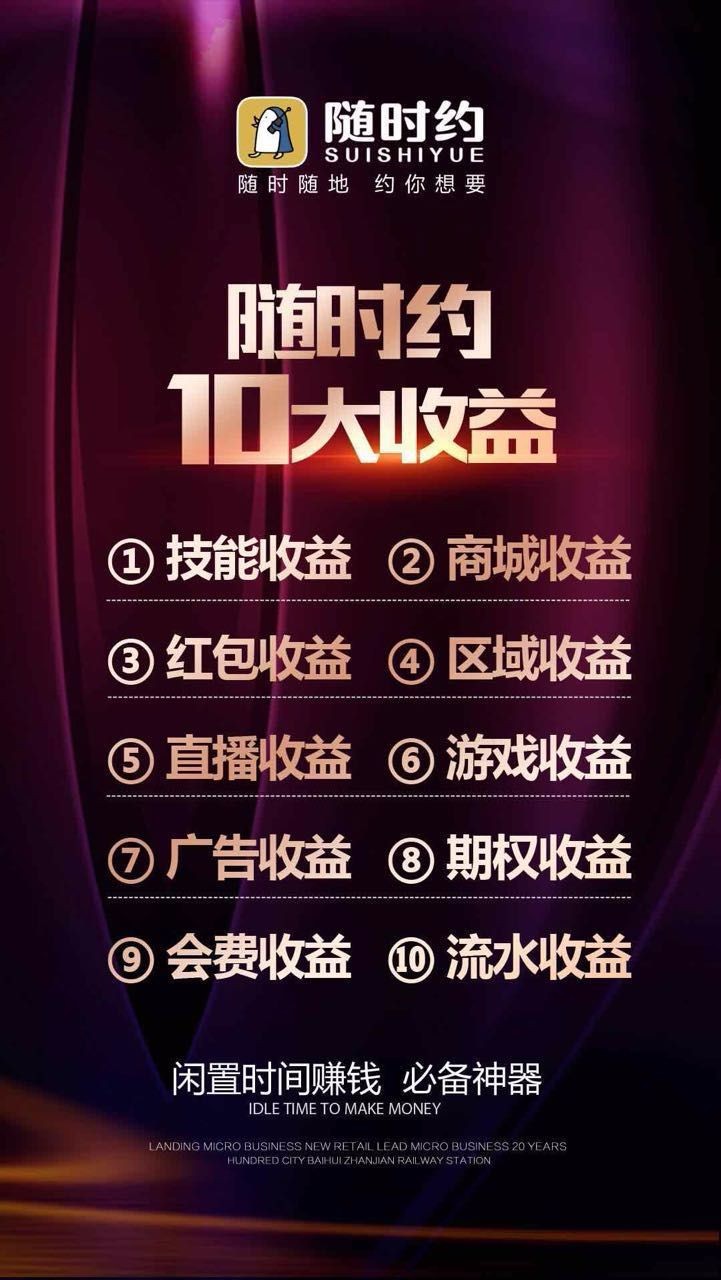 随时约
SUISHIYUE
随时随地 约你想要
随时约
10大收益
① 技能收益 ② 商城收益
③ 红包收益 ④ 区域收益
⑤ 直播收益 ⑥ 游戏收益
⑦ 广告收益 ⑧ 期权收益
⑨ 会费收益 ⑩ 流水收益
闲置时间赚钱 必备神器
IDLE TIME TO MAKE MONEY
LANDING MICRO BUSINESS NEW RETAIL LEAD MICRO BUSINESS 20 YEARS
HUNDRED CITY BAIHUI ZHANJIAN RAILWAY STATION